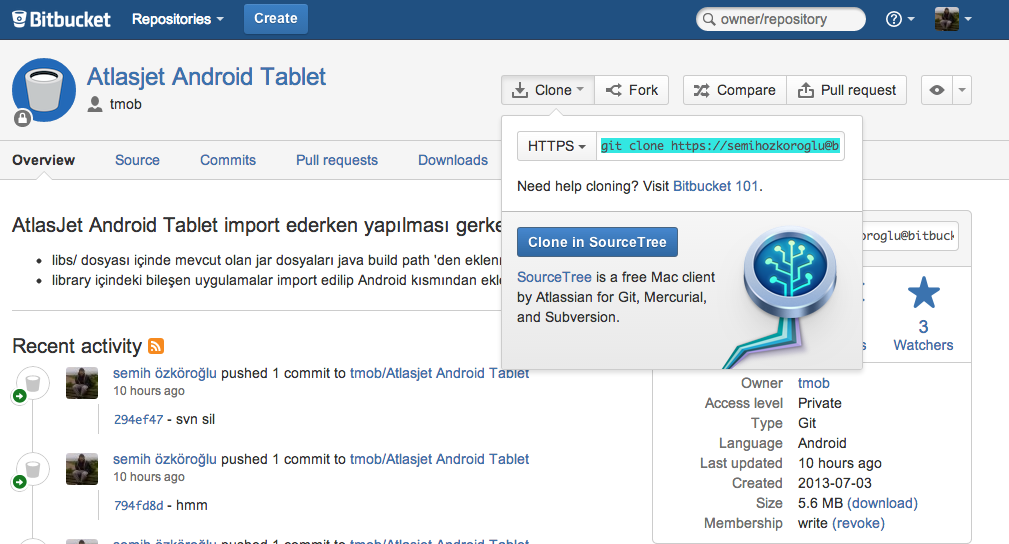 Bitbucket
Repositories
Create
owner/repository
Atlasjet Android Tablet
tmob
Clone
Fork
Compare
Pull request
Overview
Source
Commits
Pull requests
Downloads
HTTPS
git clone https://semihozkoroglu@b
Need help cloning? Visit Bitbucket 101.
Clone in SourceTree
SourceTree is a free Mac client
by Atlassian for Git, Mercurial,
and Subversion.
AtlasJet Android Tablet import ederken yapılması gerke
libs/ dosyası içinde mevcut olan jar dosyaları java build path 'den eklenr
library içindeki bileşen uygulamalar import edilip Android kısmından ekle
oroglu@bitbuck
3
Watchers
Recent activity
semih özköroğlu pushed 1 commit to tmob/Atlasjet Android Tablet
10 hours ago
294ef47 - svn sil
semih özköroğlu pushed 1 commit to tmob/Atlasjet Android Tablet
10 hours ago
794fd8d - hmm
semih özköroğlu pushed 1 commit to tmob/Atlasjet Android Tablet
Owner tmob
Access level Private
Type Git
Language Android
Last updated 10 hours ago
Created 2013-07-03
Size 5.6 MB (download)
Membership write (revoke)